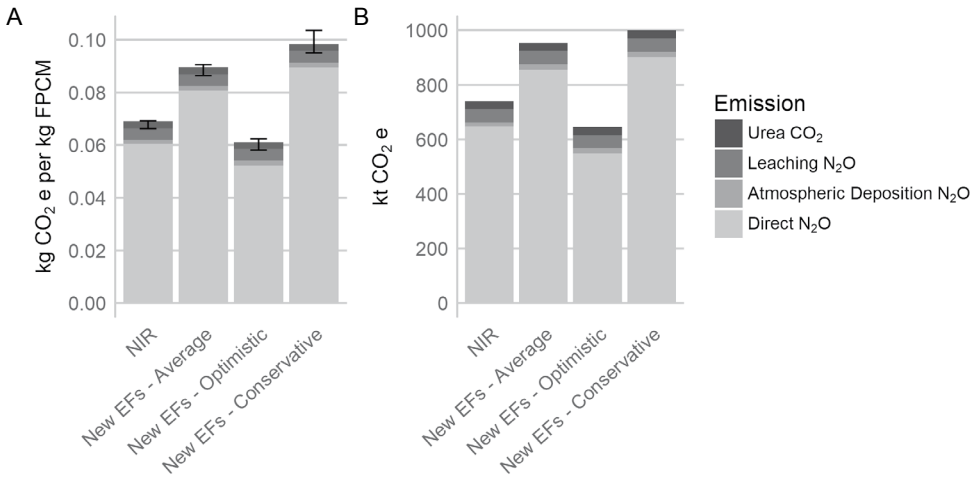 A
kg CO₂ e per kg FPCM
0.10
0.08
0.06
0.04
0.02
0.00
NIR
New EFs - Average
New EFs - Optimistic
New EFs - Conservative
B
kt CO₂ e
1000
800
600
400
200
0
NIR
New EFs - Average
New EFs - Optimistic
New EFs - Conservative
Emission
Urea CO₂
Leaching N₂O
Atmospheric Deposition N₂O
Direct N₂O